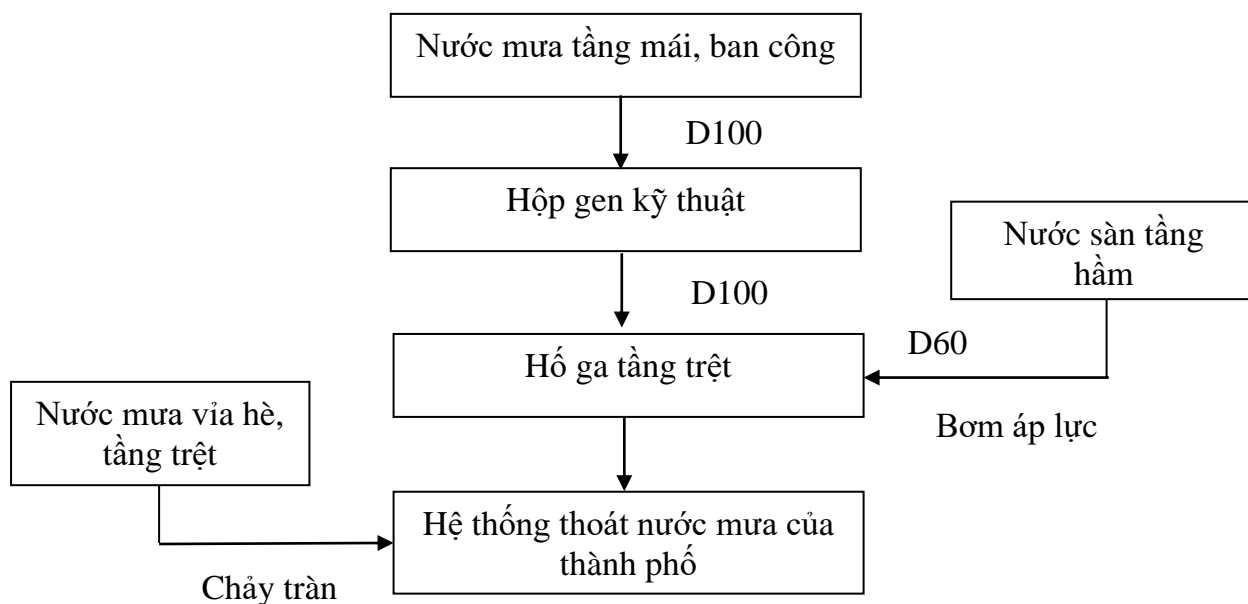 Nước mưa tầng mái, ban công
D100
Hộp gen kỹ thuật
Nước sàn tầng
hầm
D100
Hố ga tầng trệt
D60
Bơm áp lực
Nước mưa vỉa hè,
tầng trệt
Hệ thống thoát nước mưa của
thành phố
Chảy tràn